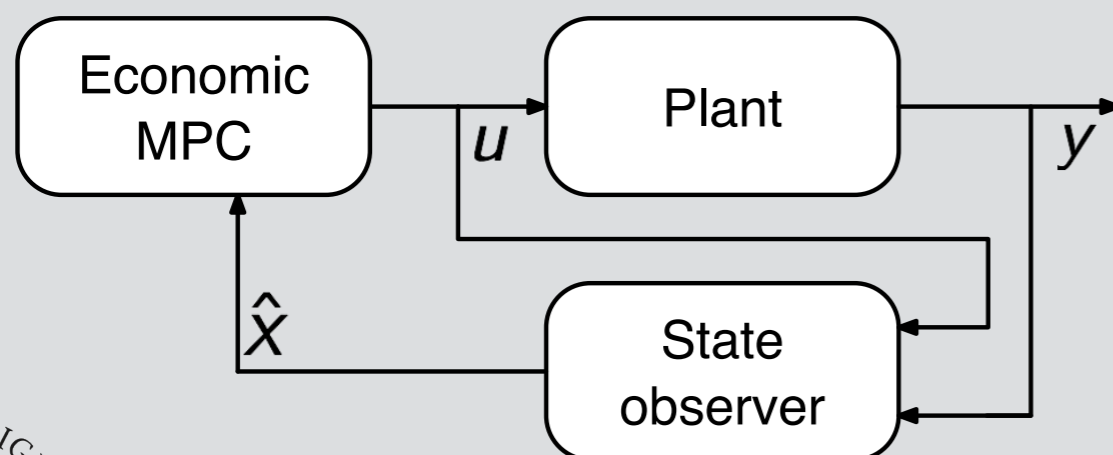 Economic
MPC
Plant
u
y
x̂
State
observer